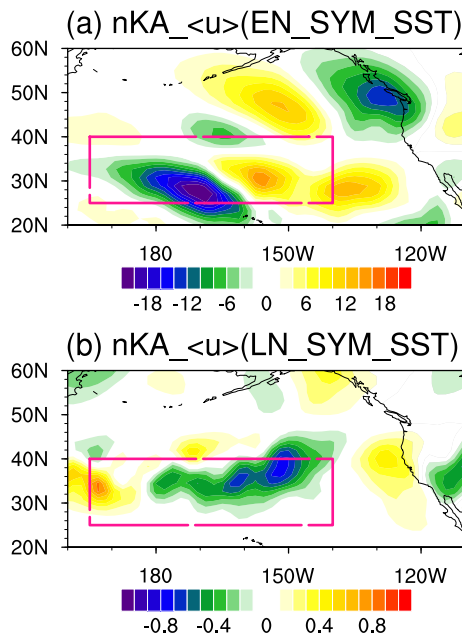 (a) nKA_<u>(EN_SYM_SST)
60N
50N
40N
30N
20N
180 150W 120W
-18 -12 -6 0 6 12 18
(b) nKA_<u>(LN_SYM_SST)
60N
50N
40N
30N
20N
180 150W 120W
-0.8 -0.4 0 0.4 0.8